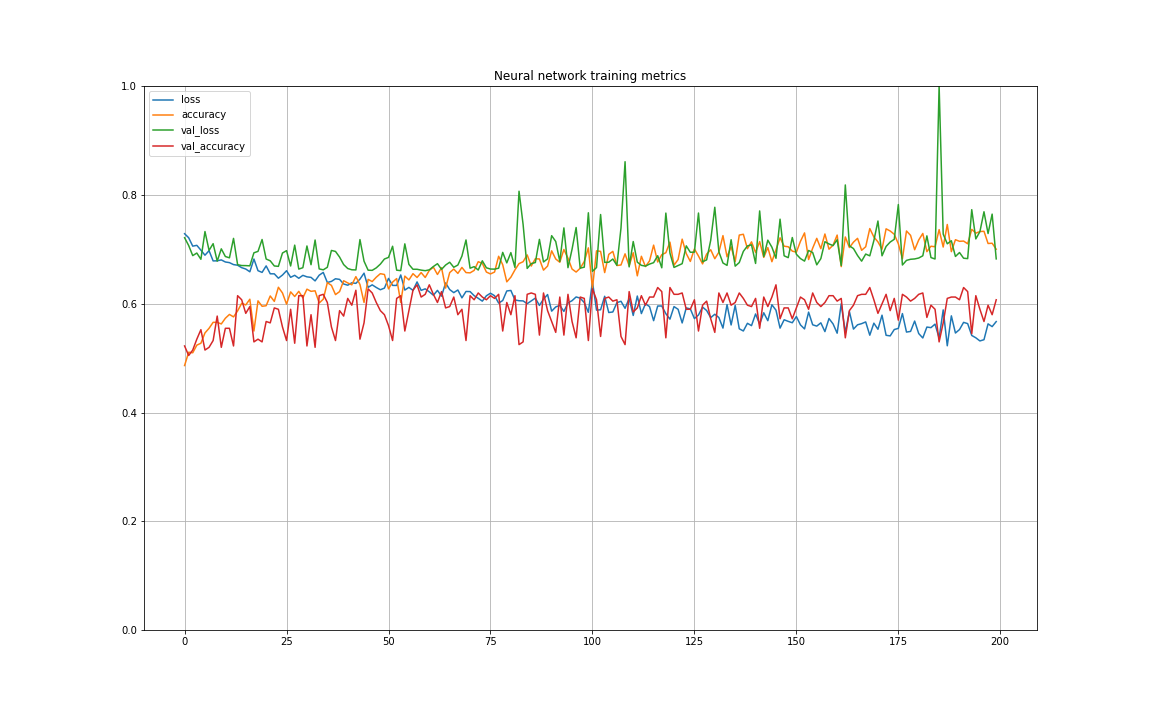 Neural network training metrics
1.0
0.8
0.6
0.4
0.2
0.0
loss
accuracy
val_loss
val_accuracy
0 25 50 75 100 125 150 175 200